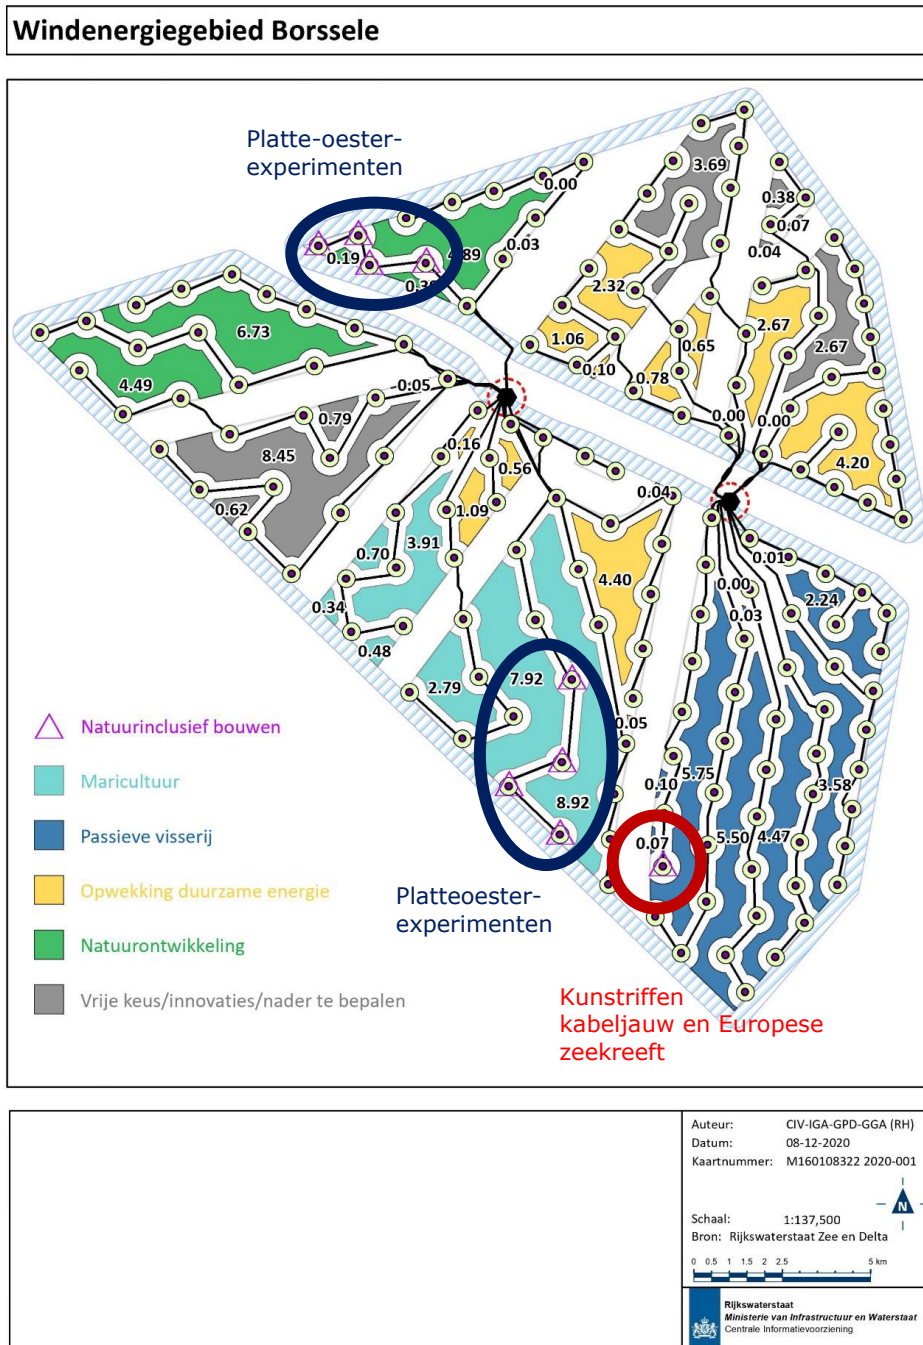 Windenergiegebied Borssele
Platte-oester-
experimenten
0.00
3.69
0.38
0.07
0.04
0.03
4.89
0.19
0.38
2.32
2.67
2.67
1.06
0.65
0.10
0.78
6.73
4.49
0.05
0.79
8.45
0.62
0.16
0.56
1.09
0.00
0.00
4.20
0.04
3.91
0.70
0.34
0.48
4.40
0.01
0.00
0.03
2.24
2.79
7.92
0.05
8.92
0.10
5.75
3.58
0.07
5.50
4.47
Natuurinclusief bouwen
Maricultuur
Passieve visserij
Opwekking duurzame energie
Natuurontwikkeling
Vrije keus/innovaties/nader te bepalen
Platteoester-
experimenten
Kunstriffen
kabeljauw en Europese
zeekreeft
Auteur: CIV-IGA-GPD-GGA (RH)
Datum: 08-12-2020
Kaartnummer: M160108322 2020-001
N
Schaal: 1:137,500
Bron: Rijkswaterstaat Zee en Delta
0 0.5 1 1.5 2 2.5 5 km
Rijkswaterstaat
Ministerie van Infrastructuur en Waterstaat
Centrale Informatievoorziening